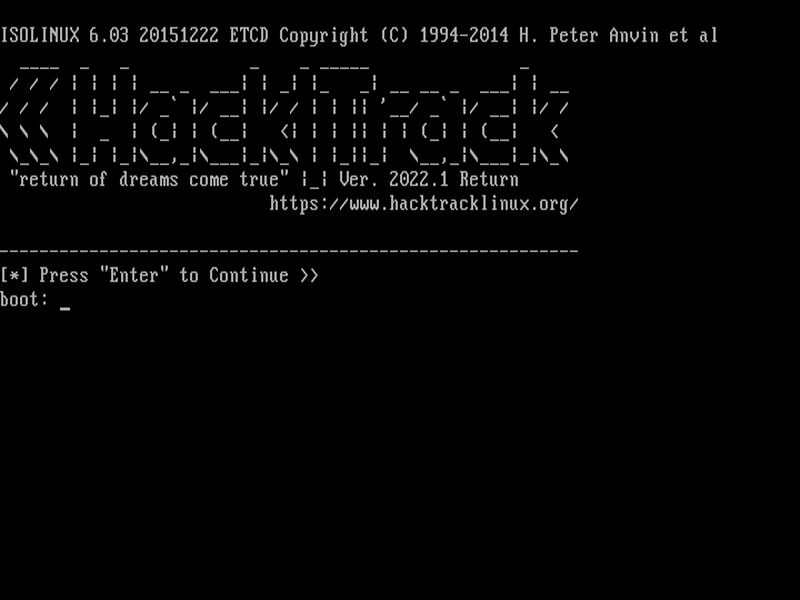 ISOLINUX 6.03 20151222 ETCD Copyright (C) 1994-2014 H. Peter Anvin et al
HackTrack
"return of dreams come true" |_| Ver. 2022.1 Return
https://www.hacktracklinux.org/
[*] Press "Enter" to Continue >>
boot: _